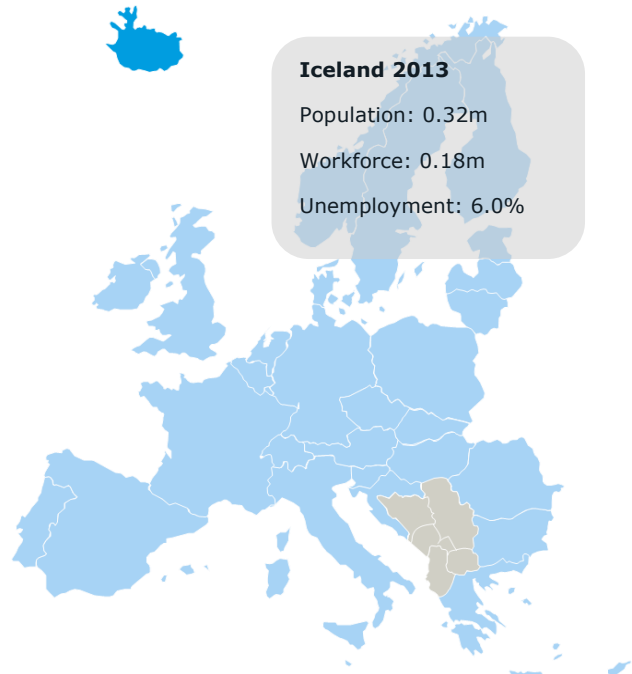 Iceland 2013
Population: 0.32m
Workforce: 0.18m
Unemployment: 6.0%